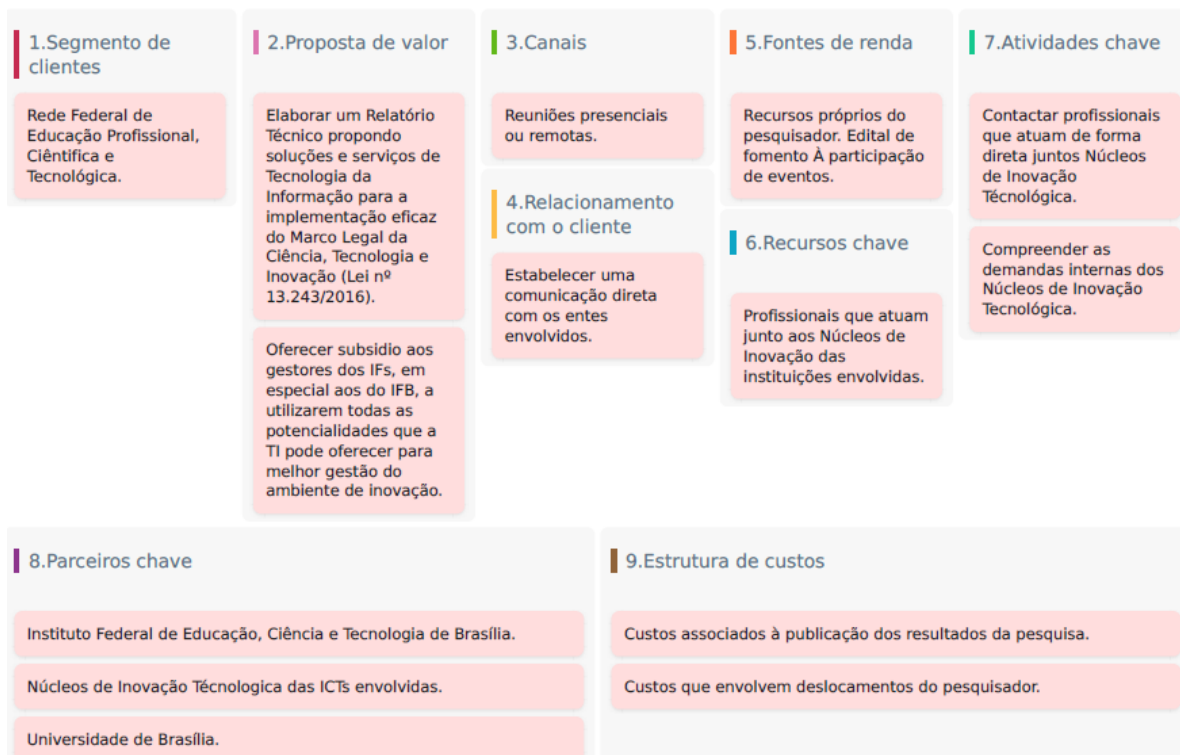 1.Segmento de
clientes
Rede Federal de
Educação Profissional,
Ciêntifica e
Tecnológica.
2.Proposta de valor
Elaborar um Relatório
Técnico propondo
soluções e serviços de
Tecnologia da
Informação para a
implementação eficaz
do Marco Legal da
Ciência, Tecnologia e
Inovação (Lei nº
13.243/2016).
Oferecer subsidio aos
gestores dos IFs, em
especial aos do IFB, a
utilizarem todas as
potencialidades que a
TI pode oferecer para
melhor gestão do
ambiente de inovação.
3.Canais
Reuniões presenciais
ou remotas.
4.Relacionamento
com o cliente
Estabelecer uma
comunicação direta
com os entes
envolvidos.
5.Fontes de renda
Recursos próprios do
pesquisador. Edital de
fomento À participação
de eventos.
6.Recursos chave
Profissionais que atuam
junto aos Núcleos de
Inovação das
instituições envolvidas.
7.Atividades chave
Contactar profissionais
que atuam de forma
direta juntos Núcleos
de Inovação
Técnológica.
Compreender as
demandas internas dos
Núcleos de Inovação
Tecnológica.
8.Parceiros chave
Instituto Federal de Educação, Ciência e Tecnologia de Brasília.
Núcleos de Inovação Técnologica das ICTs envolvidas.
Universidade de Brasília.
9.Estrutura de custos
Custos associados à publicação dos resultados da pesquisa.
Custos que envolvem deslocamentos do pesquisador.